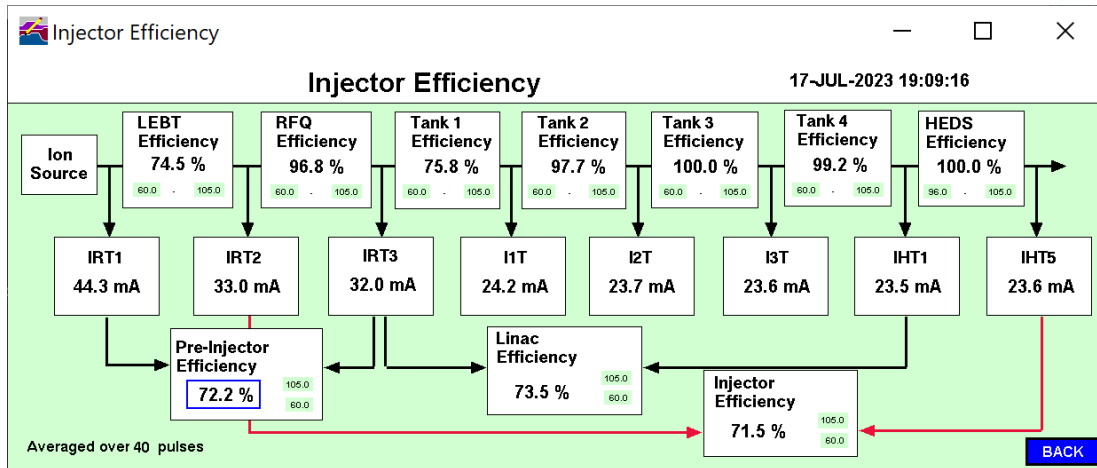 Injector Efficiency
Injector Efficiency
17-JUL-2023 19:09:16
Ion
Source
LEBT
Efficiency
74.5 %
60.0 . 105.0
RFQ
Efficiency
96.8 %
60.0 . 105.0
Tank 1
Efficiency
75.8 %
60.0 . 105.0
Tank 2
Efficiency
97.7 %
60.0 . 105.0
Tank 3
Efficiency
100.0 %
60.0 . 105.0
Tank 4
Efficiency
99.2 %
60.0 . 105.0
HEDS
Efficiency
100.0 %
96.0 . 105.0
IRT1
44.3 mA
IRT2
33.0 mA
IRT3
32.0 mA
I1T
24.2 mA
I2T
23.7 mA
I3T
23.6 mA
IHT1
23.5 mA
IHT5
23.6 mA
Pre-Injector
Efficiency
72.2 %
105.0
60.0
Linac
Efficiency
73.5 %
105.0
60.0
Injector
Efficiency
71.5 %
105.0
60.0
Averaged over 40 pulses
BACK